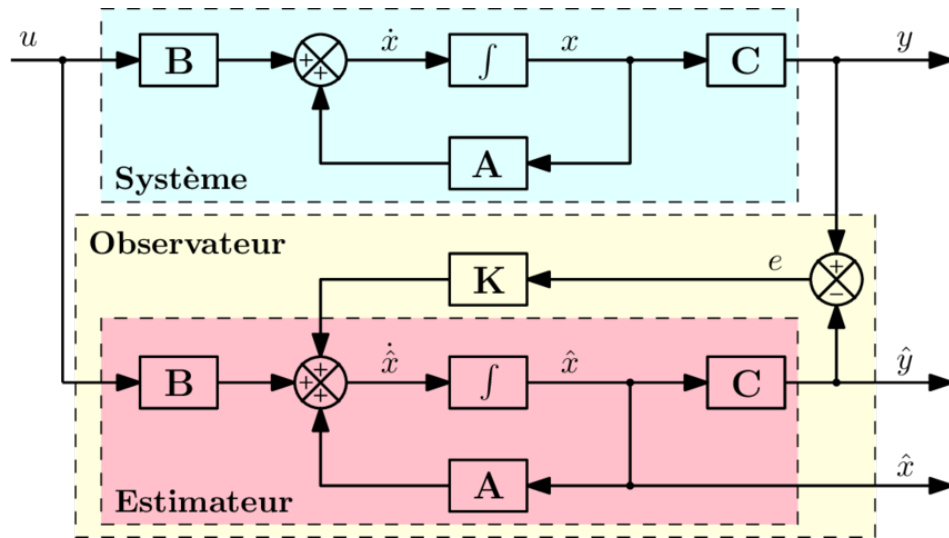 u
B
+
+
ẋ
∫
x
C
y
A
Système
Observateur
K
e
+
−
B
+
+
+
x̂̇
∫
x̂
C
ŷ
A
x̂
Estimateur